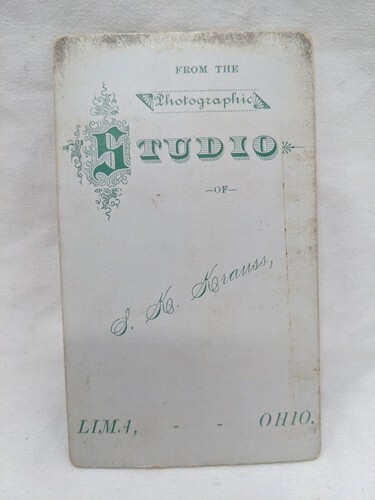 FROM THE
Photographic
STUDIO
—OF—
S. K. Krauss,
LIMA, - - OHIO.